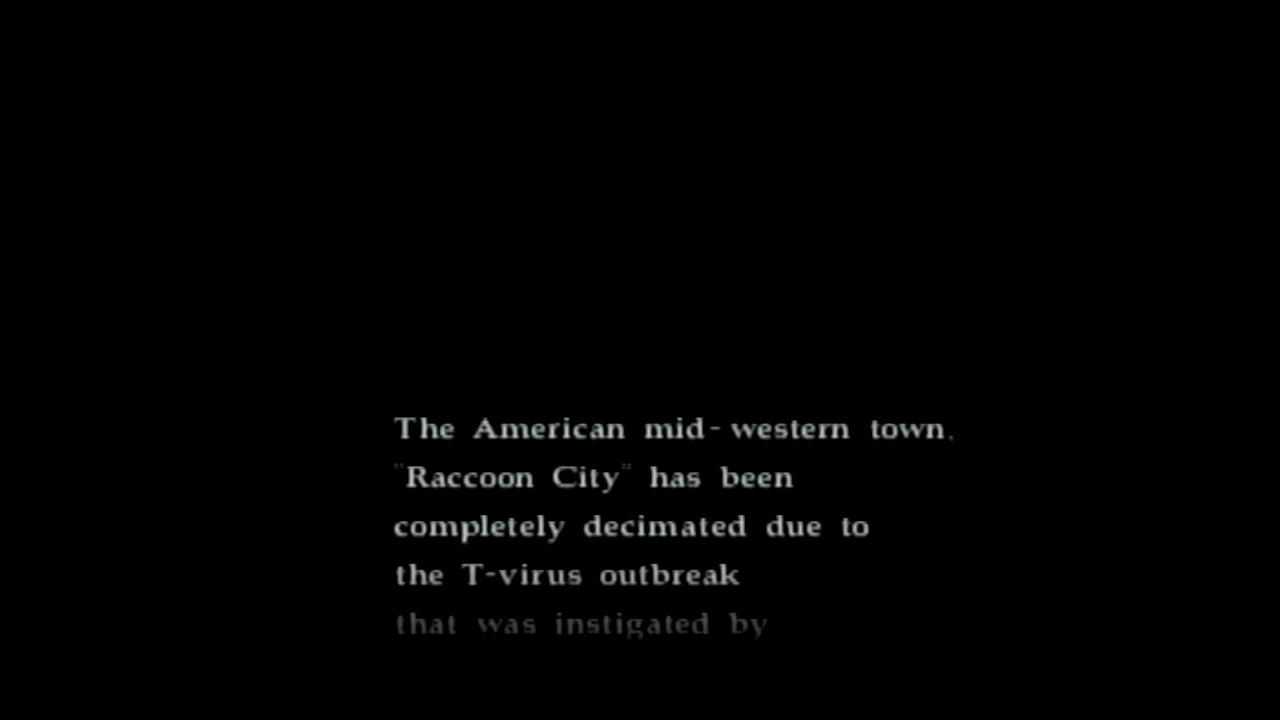 The American mid-western town,
"Raccoon City" has been
completely decimated due to
the T-virus outbreak
that was instigated by